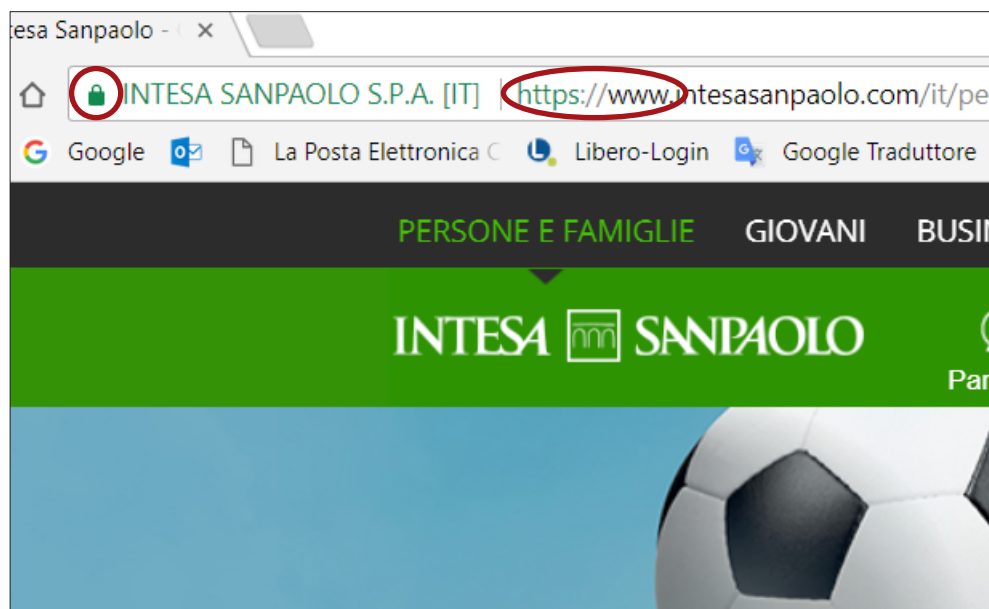 tesa Sanpaolo -
INTESA SANPAOLO S.P.A. [IT] https://www.intesasanpaolo.com/it/pe
Google La Posta Elettronica C Libero-Login Google Traduttore
PERSONE E FAMIGLIE GIOVANI BUSIN
INTESA SANPAOLO
Par